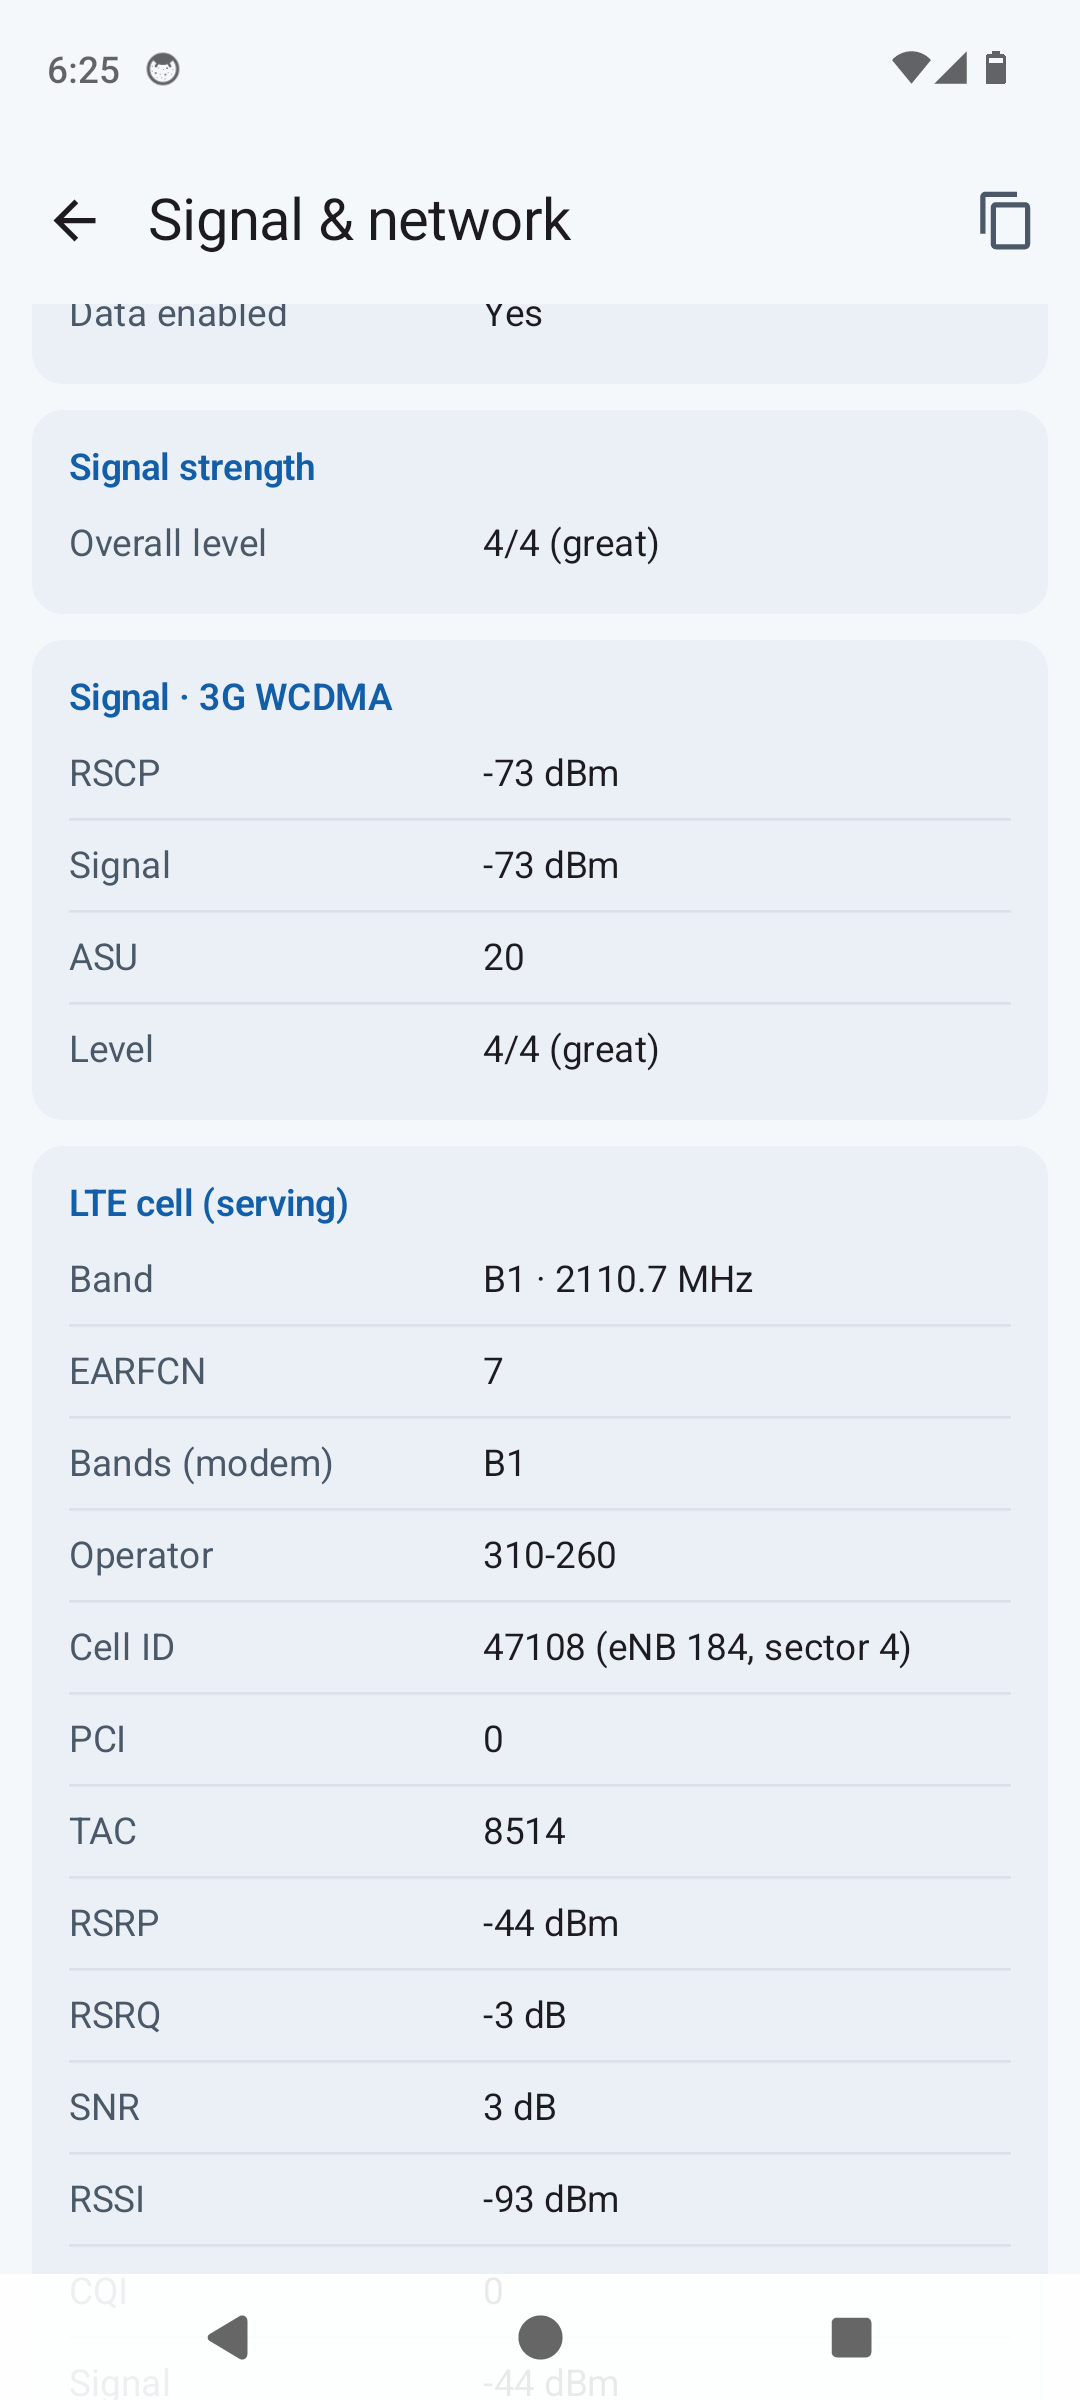 6:25
Signal & network
Data enabled Yes
Signal strength
Overall level 4/4 (great)
Signal · 3G WCDMA
RSCP -73 dBm
Signal -73 dBm
ASU 20
Level 4/4 (great)
LTE cell (serving)
Band B1 · 2110.7 MHz
EARFCN 7
Bands (modem) B1
Operator 310-260
Cell ID 47108 (eNB 184, sector 4)
PCI 0
TAC 8514
RSRP -44 dBm
RSRQ -3 dB
SNR 3 dB
RSSI -93 dBm
CQI 0
Signal -44 dBm